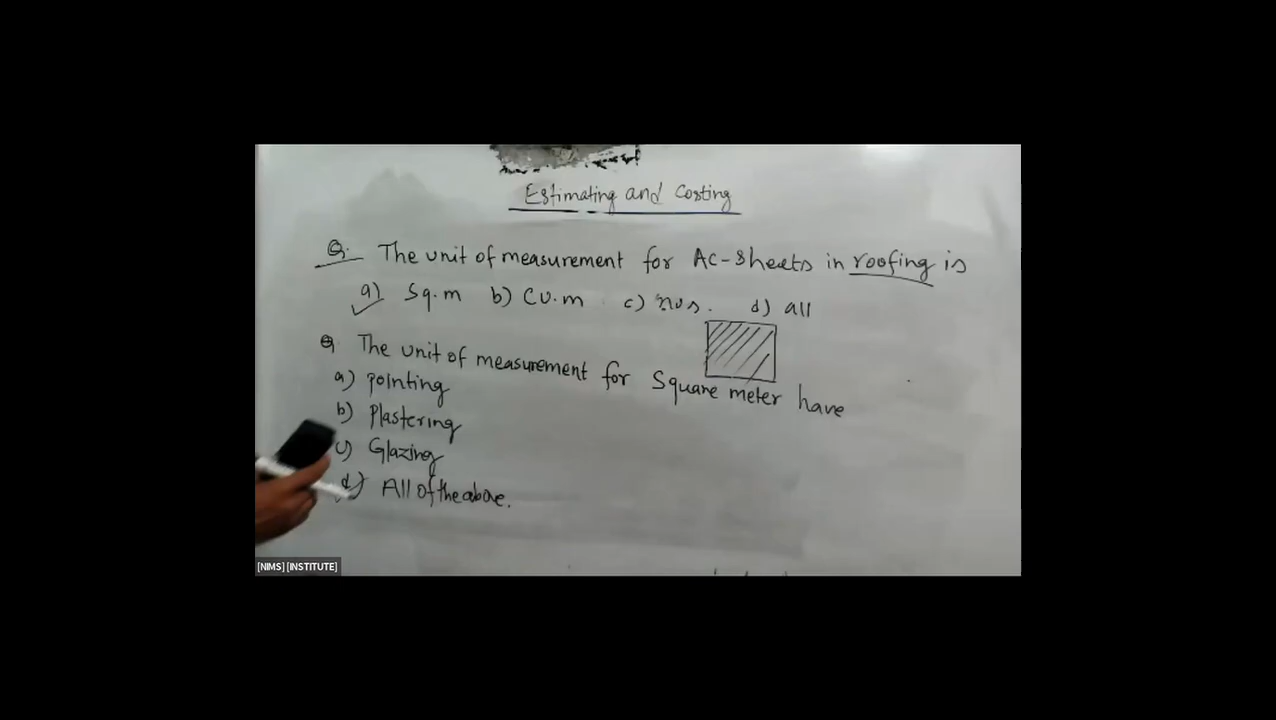 Estimating and Costing
Q. The unit of measurement for AC-Sheets in roofing is
a) Sq.m b) CU.m c) nos. d) all
Q The unit of measurement for Square meter have
a) pointing
b) Plastering
c) Glazing
d) All of the above.
[NIMS] [INSTITUTE]